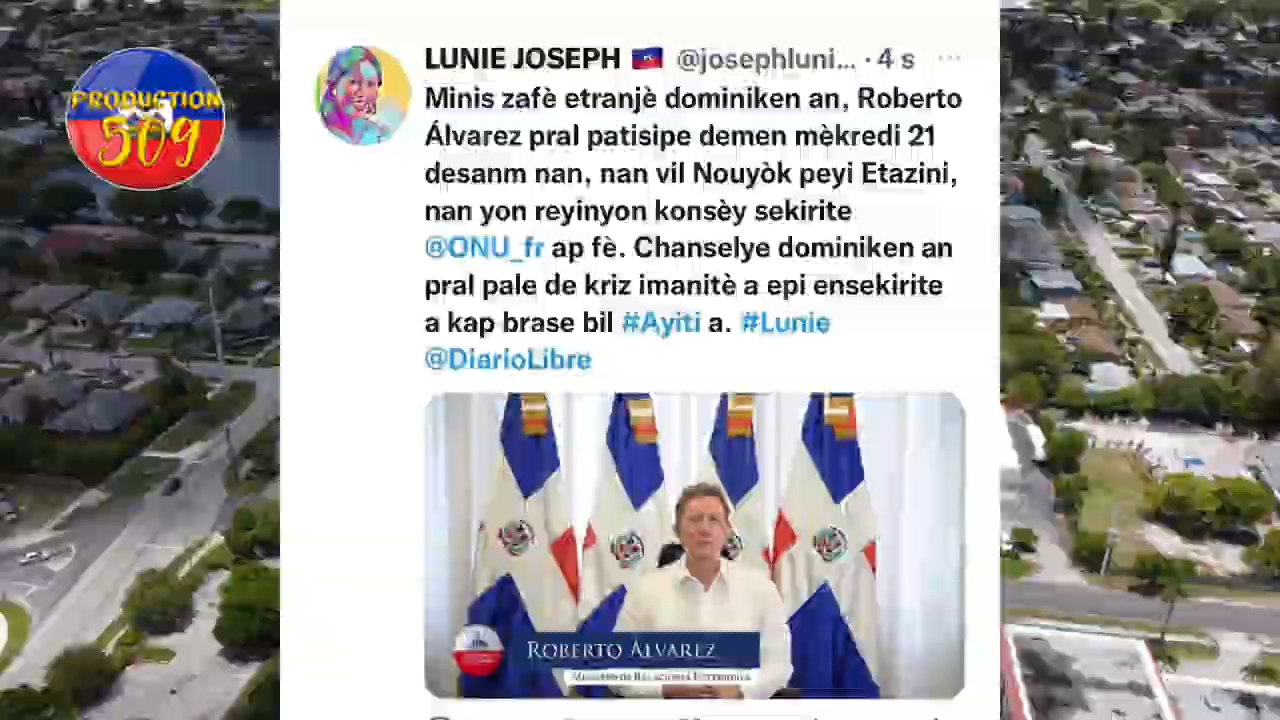 PRODUCTION
509
LUNIE JOSEPH @josephluni... · 4 s ...
Minis zafè etranjè dominiken an, Roberto
Álvarez pral patisipe demen mèkredi 21
desanm nan, nan vil Nouyòk peyi Etazini,
nan yon reyinyon konsèy sekirite
@ONU_fr ap fè. Chanselye dominiken an
pral pale de kriz imanitè a epi ensekirite
a kap brase bil #Ayiti a. #Lunie
@DiarioLibre
ROBERTO ÁLVAREZ